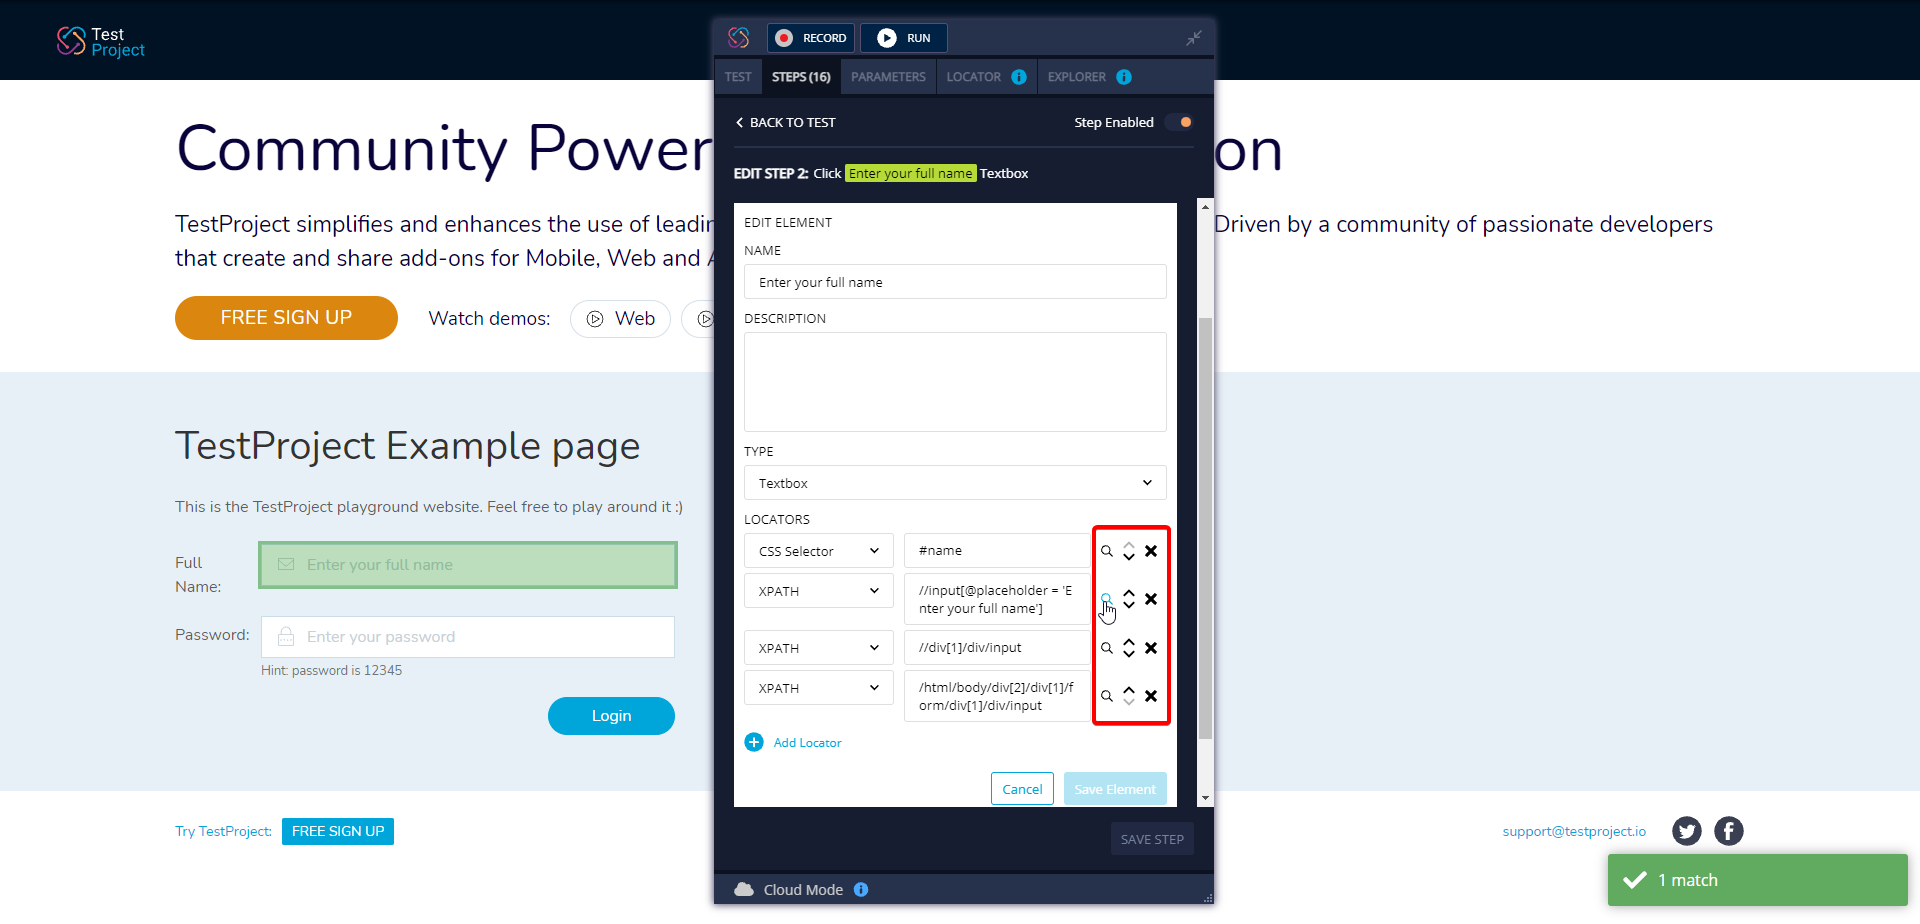 Test
Project
RECORD
RUN
TEST
STEPS (16)
PARAMETERS
LOCATOR
EXPLORER
BACK TO TEST
Step Enabled
Community Power
on
EDIT STEP 2: Click Enter your full name Textbox
TestProject simplifies and enhances the use of leadin
Driven by a community of passionate developers
that create and share add-ons for Mobile, Web and A
FREE SIGN UP
Watch demos:
Web
EDIT ELEMENT
NAME
Enter your full name
DESCRIPTION
TYPE
Textbox
LOCATORS
CSS Selector
#name
XPATH
//input[@placeholder = 'E
nter your full name']
XPATH
//div[1]/div/input
XPATH
/html/body/div[2]/div[1]/f
orm/div[1]/div/input
Add Locator
Cancel
Save Element
SAVE STEP
Cloud Mode
TestProject Example page
This is the TestProject playground website. Feel free to play around it :)
Full
Name:
Enter your full name
Password:
Enter your password
Hint: password is 12345
Login
Try TestProject:
FREE SIGN UP
support@testproject.io
1 match